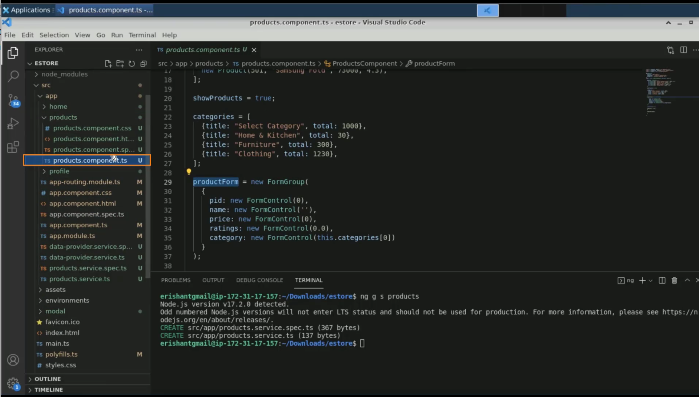 Applications
products.component.ts -...
products.component.ts - estore - Visual Studio Code
File Edit Selection View Go Run Terminal Help
EXPLORER
ESTORE
node_modules
src
app
home
products
products.component.css U
products.component.ht... U
products.component.sp... U
products.component.ts U
profile
app-routing.module.ts M
app.component.css M
app.component.html M
app.component.spec.ts
app.component.ts M
app.module.ts M
data-provider.service.sp... U
data-provider.service.ts U
products.service.spec.ts U
products.service.ts U
assets
environments
modal
favicon.ico
index.html
main.ts
polyfills.ts M
styles.css
OUTLINE
TIMELINE
products.component.ts U
src > app > products > products.component.ts > ProductsComponent > productForm
18 ];
19
20 showProducts = true;
21
22 categories = [
23 {title: "Select Category", total: 1000},
24 {title: "Home & Kitchen", total: 30},
25 {title: "Furniture", total: 300},
26 {title: "Clothing", total: 1230},
27 ];
28
29 productForm = new FormGroup(
30 {
31 pid: new FormControl(0),
32 name: new FormControl(''),
33 price: new FormControl(0),
34 ratings: new FormControl(0.0),
35 category: new FormControl(this.categories[0])
36 }
37 );
38
PROBLEMS OUTPUT DEBUG CONSOLE TERMINAL
ng
erishantgmail@ip-172-31-17-157:~/Downloads/estore$ ng g s products
Node.js version v17.2.0 detected.
Odd numbered Node.js versions will not enter LTS status and should not be used for production. For more information, please see https://n
odejs.org/en/about/releases/.
CREATE src/app/products.service.spec.ts (367 bytes)
CREATE src/app/products.service.ts (137 bytes)
erishantgmail@ip-172-31-17-157:~/Downloads/estore$